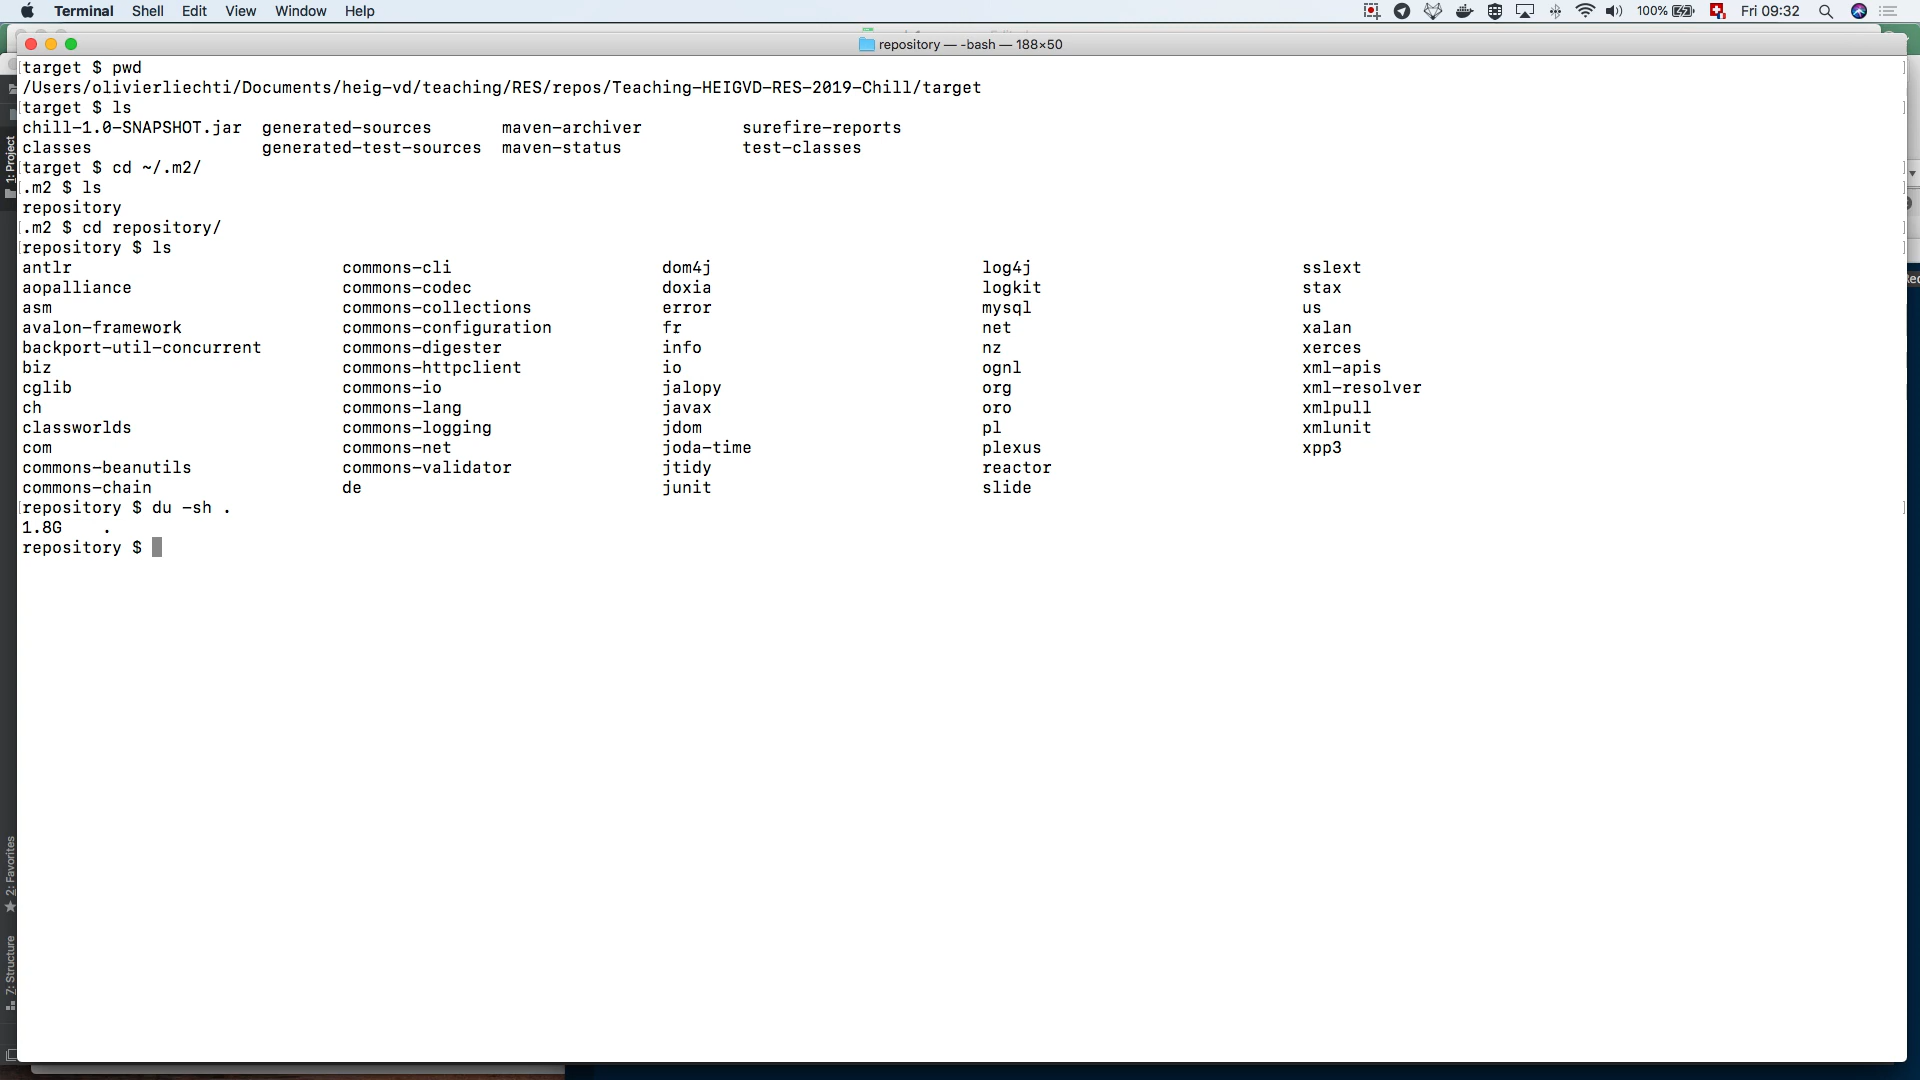 Terminal Shell Edit View Window Help 100% Fri 09:32
repository — -bash — 188×50
target $ pwd
/Users/olivierliechti/Documents/heig-vd/teaching/RES/repos/Teaching-HEIGVD-RES-2019-Chill/target
target $ ls
chill-1.0-SNAPSHOT.jar generated-sources maven-archiver surefire-reports
classes generated-test-sources maven-status test-classes
target $ cd ~/.m2/
.m2 $ ls
repository
.m2 $ cd repository/
repository $ ls
antlr commons-cli dom4j log4j sslext
aopalliance commons-codec doxia logkit stax
asm commons-collections error mysql us
avalon-framework commons-configuration fr net xalan
backport-util-concurrent commons-digester info nz xerces
biz commons-httpclient io ognl xml-apis
cglib commons-io jalopy org xml-resolver
ch commons-lang javax oro xmlpull
classworlds commons-logging jdom pl xmlunit
com commons-net joda-time plexus xpp3
commons-beanutils commons-validator jtidy reactor
commons-chain de junit slide
repository $ du -sh .
1.8G .
repository $
1: Project
2: Favorites
7: Structure